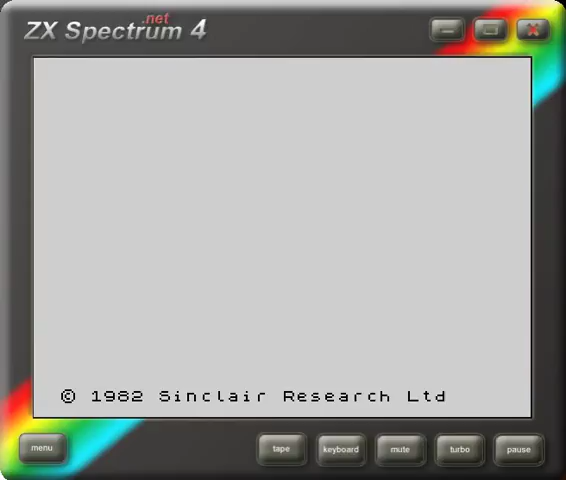 ZX Spectrum 4
.net
© 1982 Sinclair Research Ltd
menu
tape
keyboard
mute
turbo
pause